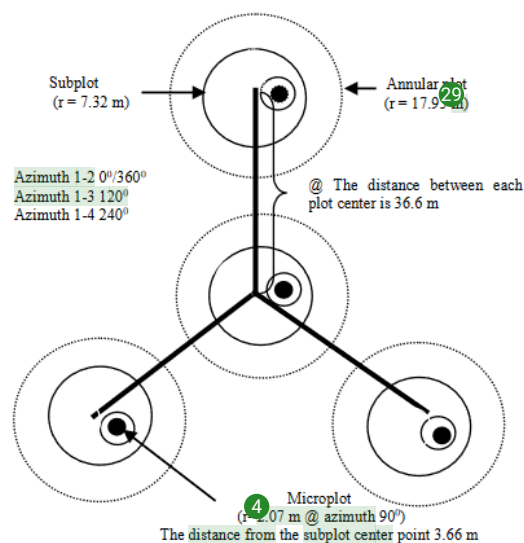 Subplot
(r = 7.32 m)
Annular plot
(r = 17.95 m)
29
Azimuth 1-2 0⁰/360⁰
Azimuth 1-3 120⁰
Azimuth 1-4 240⁰
@ The distance between each
plot center is 36.6 m
4
Microplot
(r= 2.07 m @ azimuth 90⁰)
The distance from the subplot center point 3.66 m